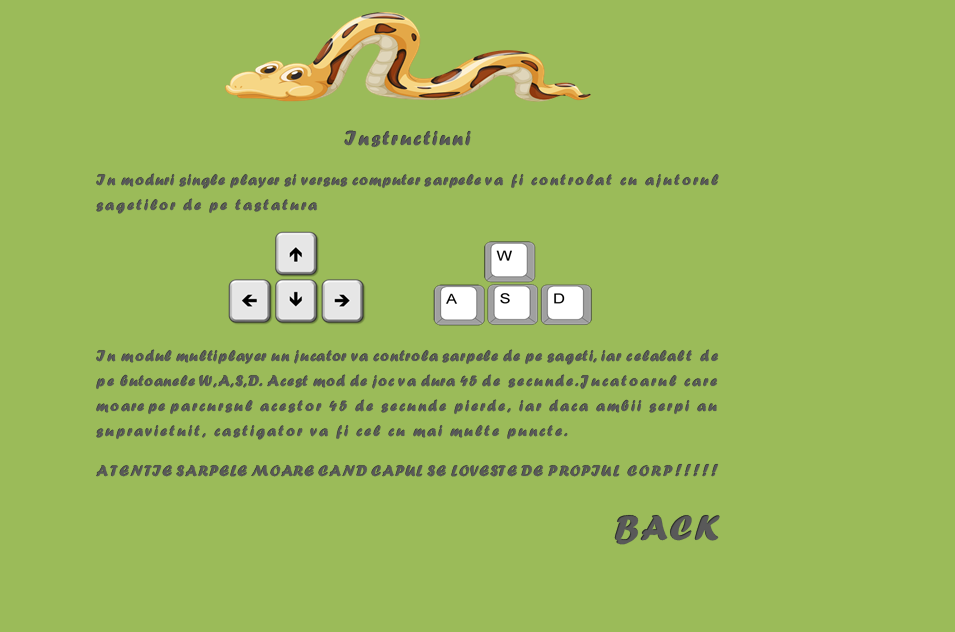 Instructiuni
In moduri single player si versus computer sarpele va fi controlat cu ajutorul
sagetilor de pe tastatura
W
A S D
In modul multiplayer un jucator va controla sarpele de pe sageti, iar celalalt de
pe butoanele W,A,S,D. Acest mod de joc va dura 45 de secunde.Jucatoarul care
moare pe parcursul acestor 45 de secunde pierde, iar daca ambii serpi au
supravietuit, castigator va fi cel cu mai multe puncte.
ATENTIE SARPELE MOARE CAND CAPUL SE LOVESTE DE PROPIUL CORP!!!!!
BACK